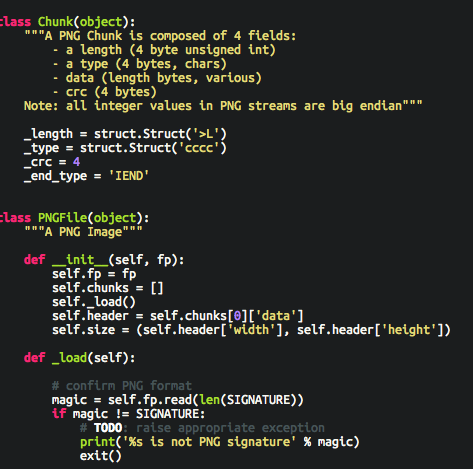 class Chunk(object):
    """A PNG Chunk is composed of 4 fields:
        - a length (4 byte unsigned int)
        - a type (4 bytes, chars)
        - data (length bytes, various)
        - crc (4 bytes)
    Note: all integer values in PNG streams are big endian"""
    _length = struct.Struct('>L')
    _type = struct.Struct('cccc')
    _crc = 4
    _end_type = 'IEND'
class PNGFile(object):
    """A PNG Image"""
    def __init__(self, fp):
        self.fp = fp
        self.chunks = []
        self._load()
        self.header = self.chunks[0]['data']
        self.size = (self.header['width'], self.header['height'])
    def _load(self):
        # confirm PNG format
        magic = self.fp.read(len(SIGNATURE))
        if magic != SIGNATURE:
            # TODO: raise appropriate exception
            print('%s is not PNG signature' % magic)
            exit()